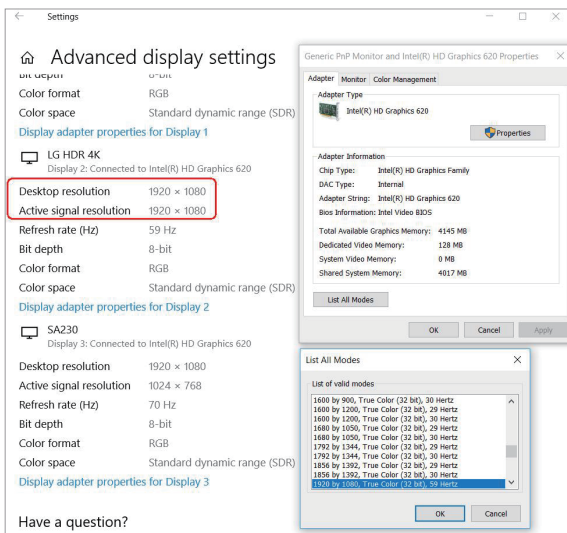 Settings
Advanced display settings
Bit depth 8-bit
Color format RGB
Color space Standard dynamic range (SDR)
Display adapter properties for Display 1
LG HDR 4K
Display 2: Connected to Intel(R) HD Graphics 620
Desktop resolution 1920 × 1080
Active signal resolution 1920 × 1080
Refresh rate (Hz) 59 Hz
Bit depth 8-bit
Color format RGB
Color space Standard dynamic range (SDR)
Display adapter properties for Display 2
SA230
Display 3: Connected to Intel(R) HD Graphics 620
Desktop resolution 1920 × 1080
Active signal resolution 1024 × 768
Refresh rate (Hz) 70 Hz
Bit depth 8-bit
Color format RGB
Color space Standard dynamic range (SDR)
Display adapter properties for Display 3
Have a question?
Generic PnP Monitor and Intel(R) HD Graphics 620 Properties
Adapter Monitor Color Management
Adapter Type
Intel(R) HD Graphics 620
Properties
Adapter Information
Chip Type: Intel(R) HD Graphics Family
DAC Type: Internal
Adapter String: Intel(R) HD Graphics 620
Bios Information: Intel Video BIOS
Total Available Graphics Memory: 4145 MB
Dedicated Video Memory: 128 MB
System Video Memory: 0 MB
Shared System Memory: 4017 MB
List All Modes
OK Cancel Apply
List All Modes
List of valid modes
1600 by 900, True Color (32 bit), 30 Hertz
1600 by 1200, True Color (32 bit), 29 Hertz
1600 by 1200, True Color (32 bit), 30 Hertz
1680 by 1050, True Color (32 bit), 29 Hertz
1680 by 1050, True Color (32 bit), 30 Hertz
1792 by 1344, True Color (32 bit), 29 Hertz
1792 by 1344, True Color (32 bit), 30 Hertz
1856 by 1392, True Color (32 bit), 29 Hertz
1856 by 1392, True Color (32 bit), 30 Hertz
1920 by 1080, True Color (32 bit), 59 Hertz
OK Cancel